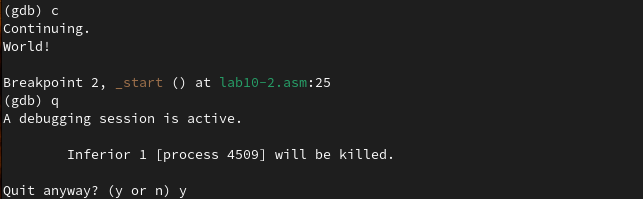 (gdb) c
Continuing.
World!
Breakpoint 2, _start () at lab10-2.asm:25
(gdb) q
A debugging session is active.
Inferior 1 [process 4509] will be killed.
Quit anyway? (y or n) y